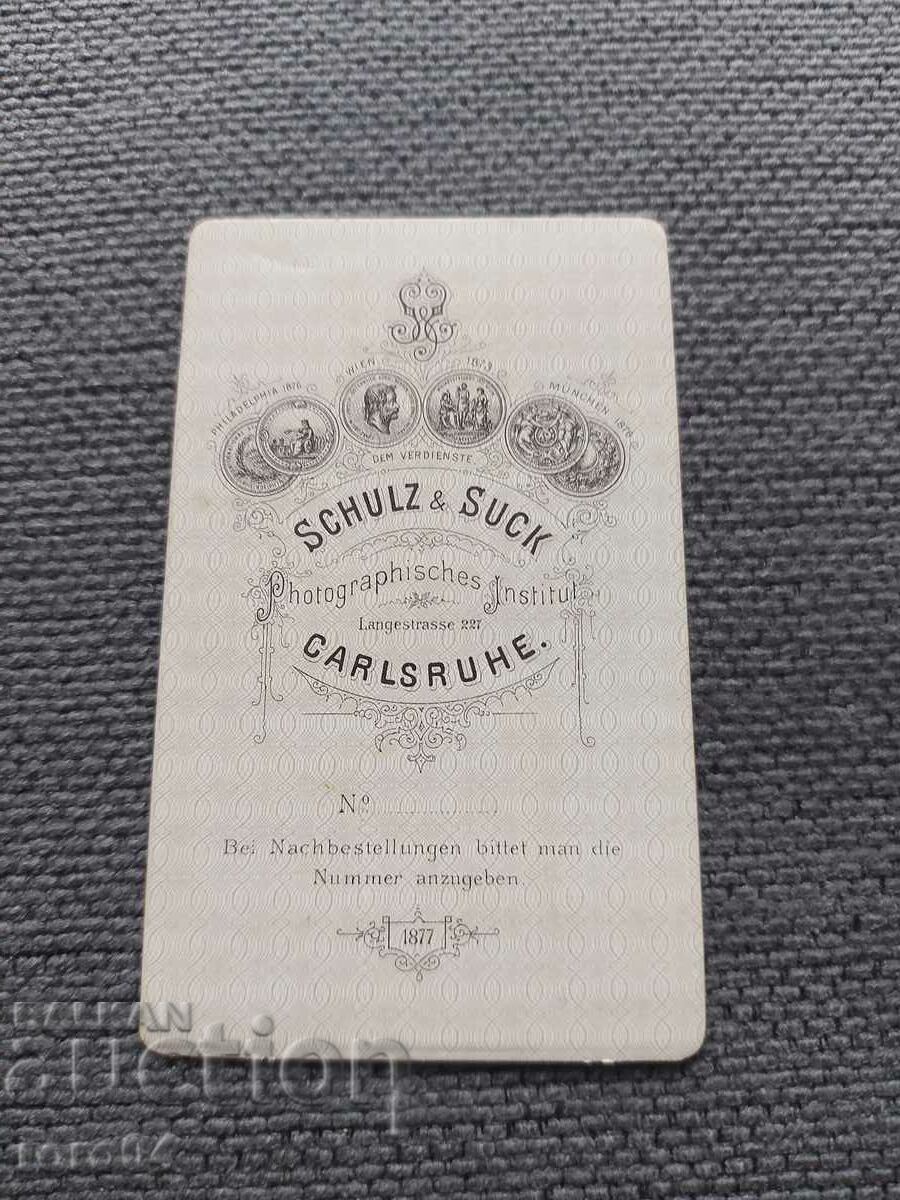 WIEN 1873
PHILADELPHIA 1876
MÜNCHEN 1876
DEM VERDIENSTE
SCHULZ & SUCK
Photographisches Institut
Langestrasse 227
CARLSRUHE.
No
Bei Nachbestellungen bittet man die
Nummer anzugeben.
1877
BALKAN
auction
toro04